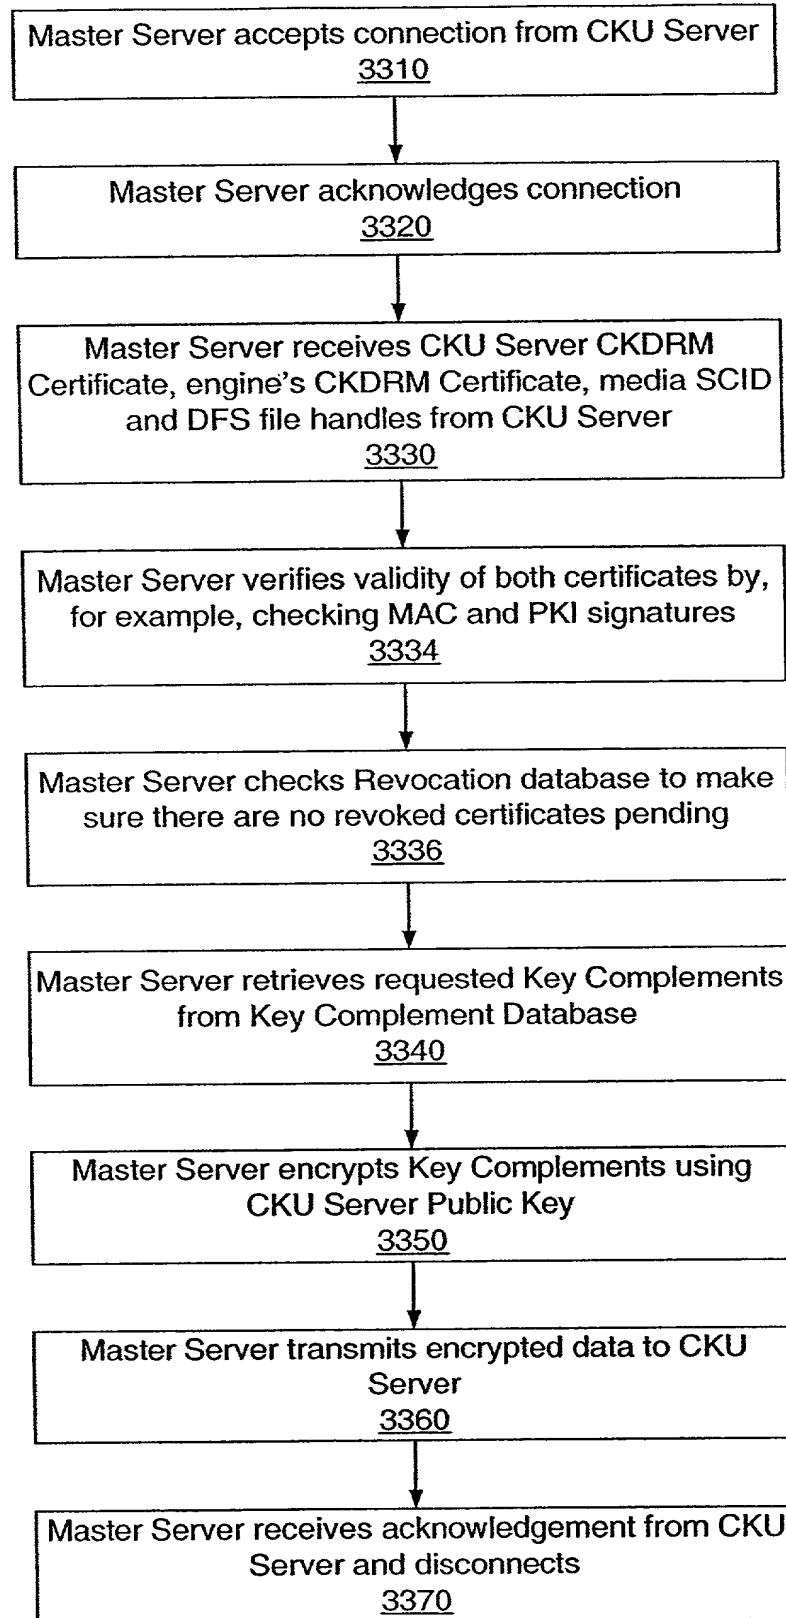 Master Server accepts connection from CKU Server
3310
Master Server acknowledges connection
3320
Master Server receives CKU Server CKDRM
Certificate, engine's CKDRM Certificate, media SCID
and DFS file handles from CKU Server
3330
Master Server verifies validity of both certificates by,
for example, checking MAC and PKI signatures
3334
Master Server checks Revocation database to make
sure there are no revoked certificates pending
3336
Master Server retrieves requested Key Complements
from Key Complement Database
3340
Master Server encrypts Key Complements using
CKU Server Public Key
3350
Master Server transmits encrypted data to CKU
Server
3360
Master Server receives acknowledgement from CKU
Server and disconnects
3370